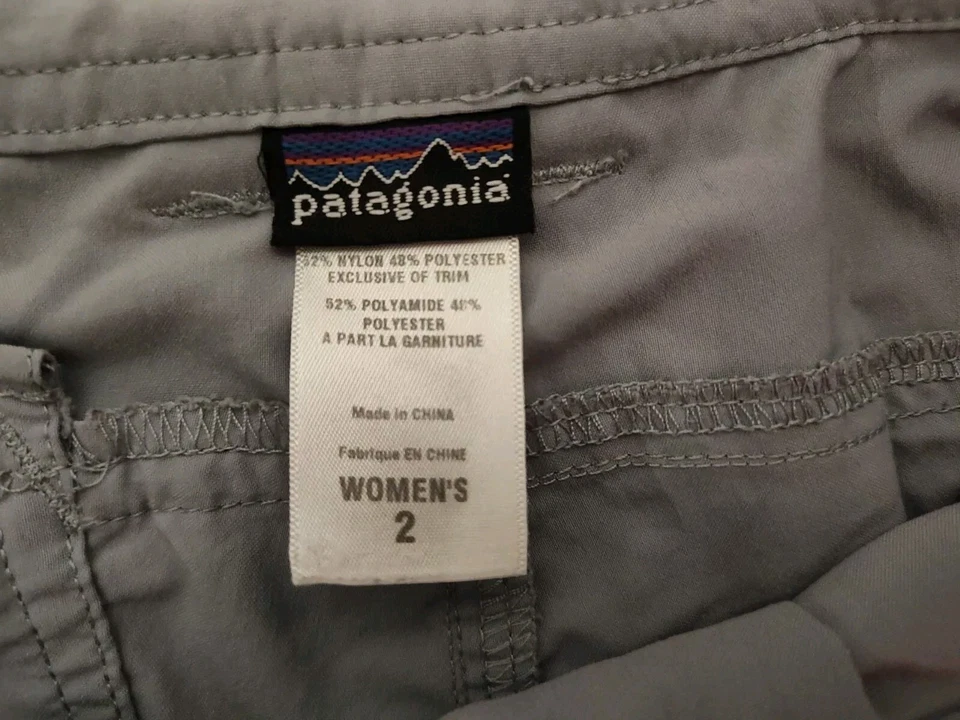 patagonia
52% NYLON 48% POLYESTER
EXCLUSIVE OF TRIM
52% POLYAMIDE 48%
POLYESTER
A PART LA GARNITURE
Made in CHINA
Fabrique EN CHINE
WOMEN'S
2